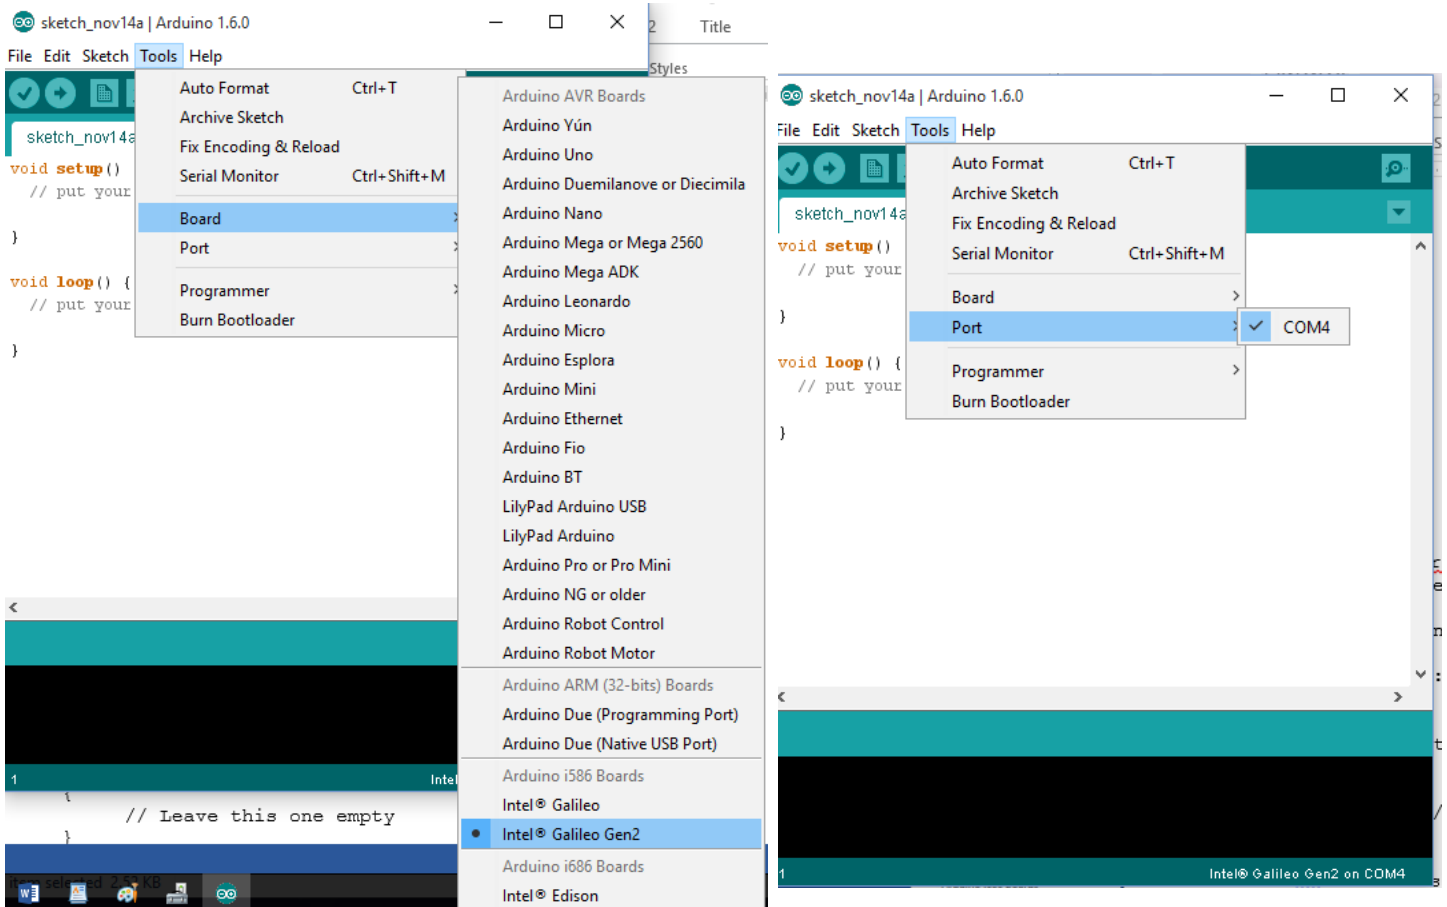 sketch_nov14a | Arduino 1.6.0
File Edit Sketch Tools Help
sketch_nov14a
void setup()
// put your
}
void loop() {
// put your
}
Auto Format Ctrl+T
Archive Sketch
Fix Encoding & Reload
Serial Monitor Ctrl+Shift+M
Board
Port
Programmer
Burn Bootloader
2 Title
Styles
Arduino AVR Boards
Arduino Yún
Arduino Uno
Arduino Duemilanove or Diecimila
Arduino Nano
Arduino Mega or Mega 2560
Arduino Mega ADK
Arduino Leonardo
Arduino Micro
Arduino Esplora
Arduino Mini
Arduino Ethernet
Arduino Fio
Arduino BT
LilyPad Arduino USB
LilyPad Arduino
Arduino Pro or Pro Mini
Arduino NG or older
Arduino Robot Control
Arduino Robot Motor
Arduino ARM (32-bits) Boards
Arduino Due (Programming Port)
Arduino Due (Native USB Port)
Arduino i586 Boards
Intel® Galileo
Intel® Galileo Gen2
Arduino i686 Boards
Intel® Edison
1 Intel
{
// Leave this one empty
}
item selected 2,53 KB
sketch_nov14a | Arduino 1.6.0
File Edit Sketch Tools Help
sketch_nov14a
void setup()
// put your
}
void loop() {
// put your
}
Auto Format Ctrl+T
Archive Sketch
Fix Encoding & Reload
Serial Monitor Ctrl+Shift+M
Board
Port
COM4
Programmer
Burn Bootloader
1 Intel® Galileo Gen2 on COM4